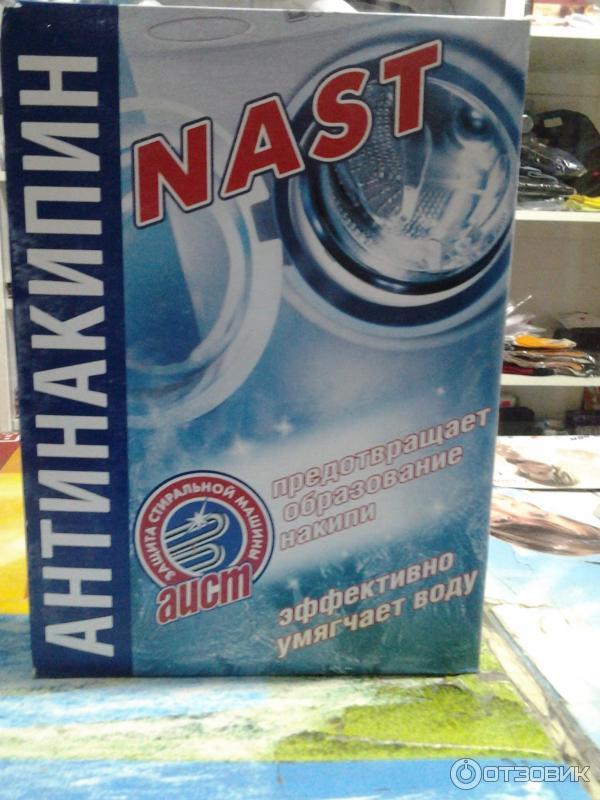 АНТИНАКИПИН
NAST
предотвращает
образование
накипи
ЗАЩИТА СТИРАЛЬНОЙ МАШИНЫ
аист
эффективно
умягчает воду
ОТЗОВИК